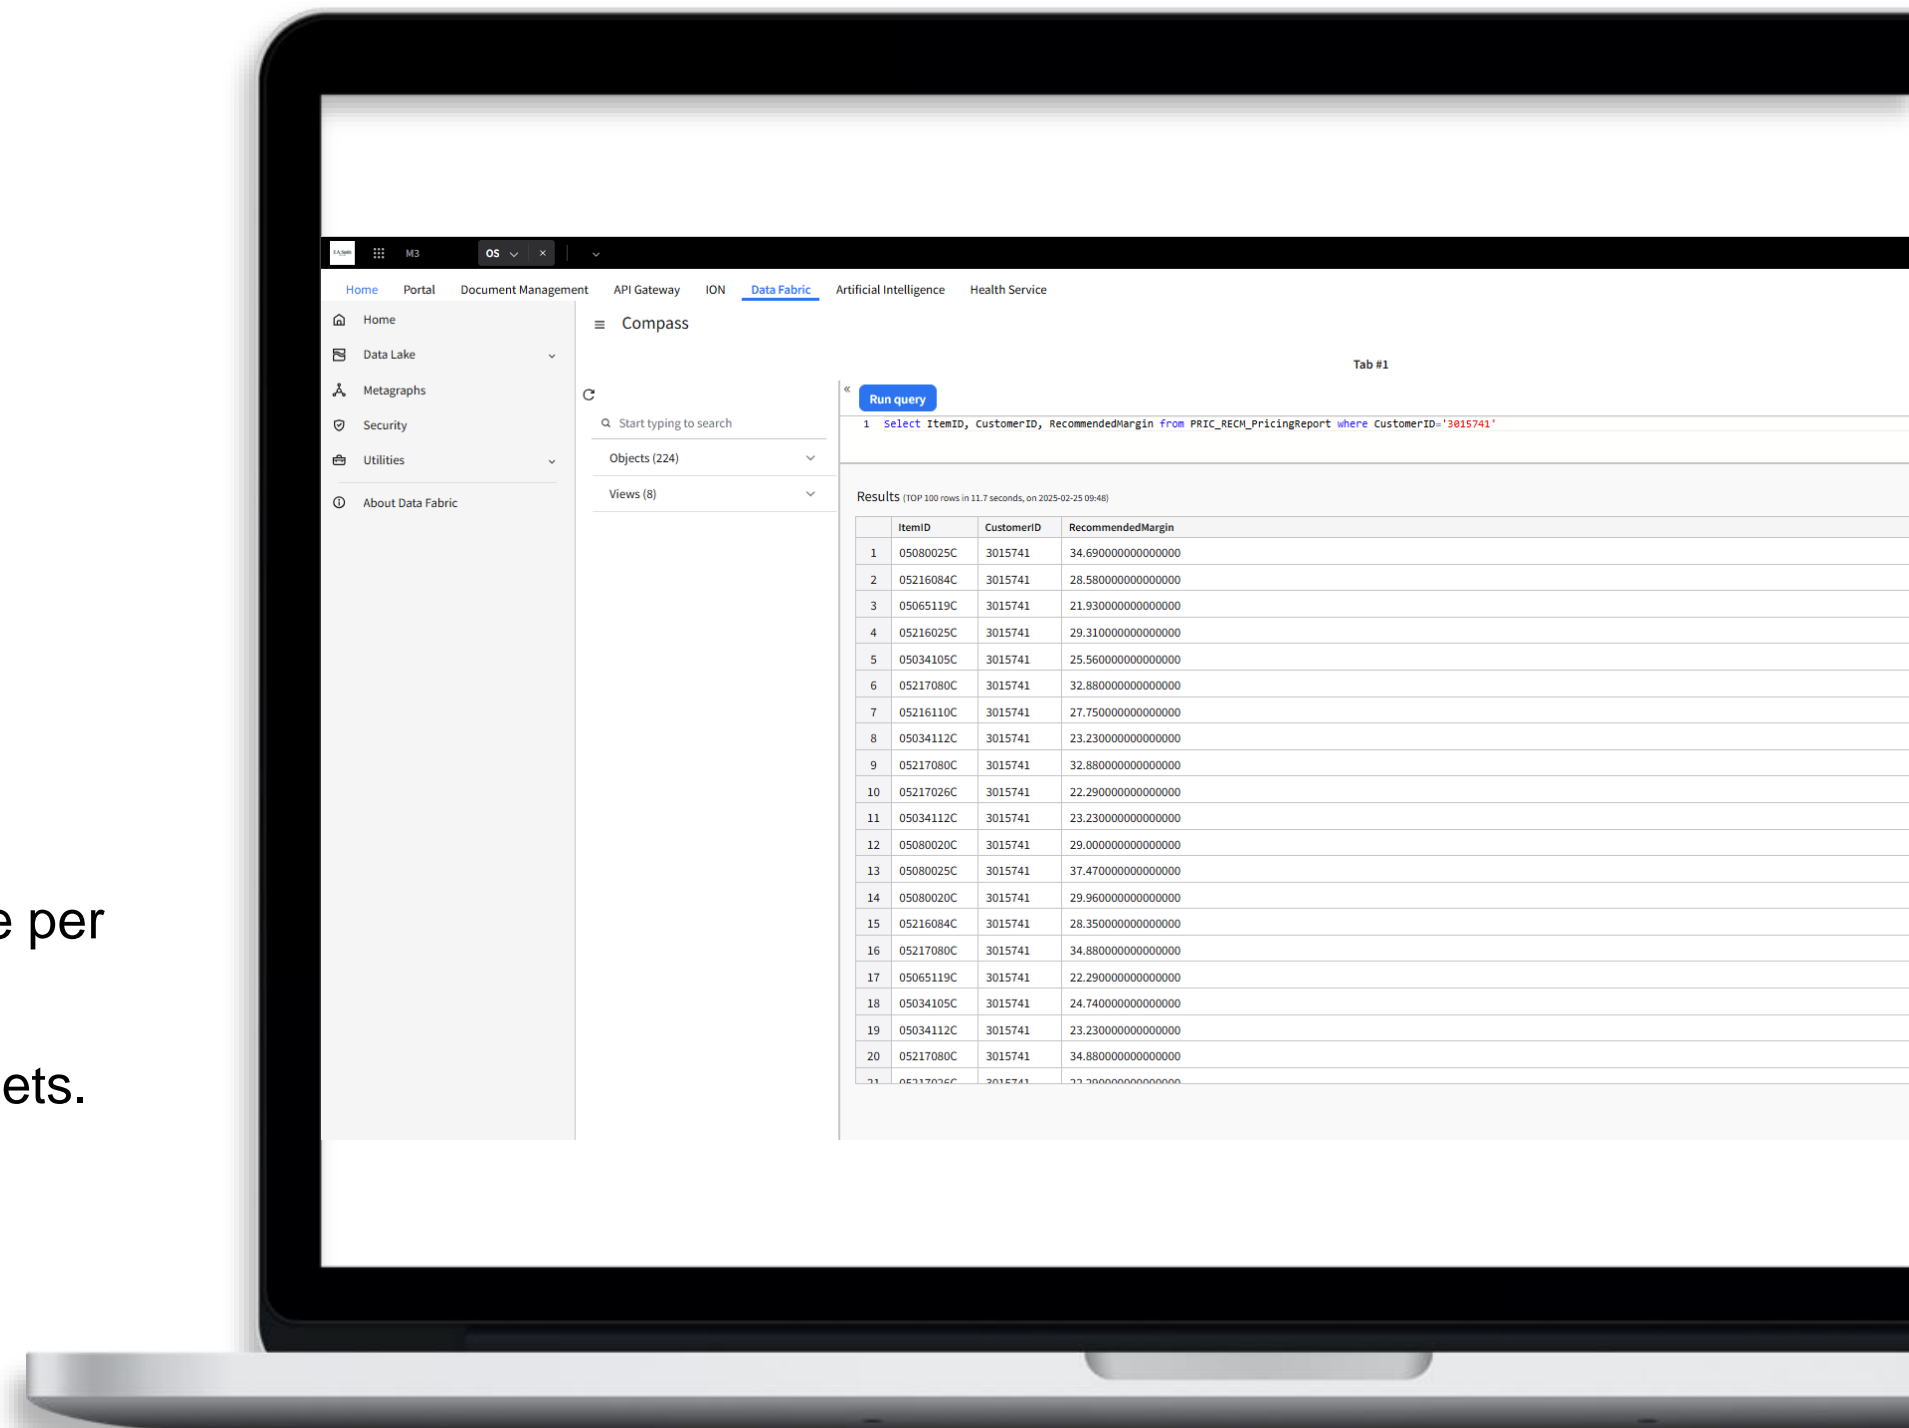 M3 OS
Home Portal Document Management API Gateway ION Data Fabric Artificial Intelligence Health Service
Home
Data Lake
Metagraphs
Security
Utilities
About Data Fabric
Compass
Tab #1
Start typing to search
Objects (224)
Views (8)
Run query
1 Select ItemID, CustomerID, RecommendedMargin from PRIC_RECM_PricingReport where CustomerID='3015741'
Results (TOP 100 rows in 11.7 seconds, on 2025-02-25 09:48)
ItemID CustomerID RecommendedMargin
1 05080025C 3015741 34.690000000000000
2 05216084C 3015741 28.580000000000000
3 05065119C 3015741 21.930000000000000
4 05216025C 3015741 29.310000000000000
5 05034105C 3015741 25.560000000000000
6 05217080C 3015741 32.880000000000000
7 05216110C 3015741 27.750000000000000
8 05034112C 3015741 23.230000000000000
9 05217080C 3015741 32.880000000000000
10 05217026C 3015741 22.290000000000000
11 05034112C 3015741 23.230000000000000
12 05080020C 3015741 29.000000000000000
13 05080025C 3015741 37.470000000000000
14 05080020C 3015741 29.960000000000000
15 05216084C 3015741 28.350000000000000
16 05217080C 3015741 34.880000000000000
17 05065119C 3015741 22.290000000000000
18 05034105C 3015741 24.740000000000000
19 05034112C 3015741 23.230000000000000
20 05217080C 3015741 34.880000000000000
21 05217026C 3015741 22.290000000000000
e per
ets.